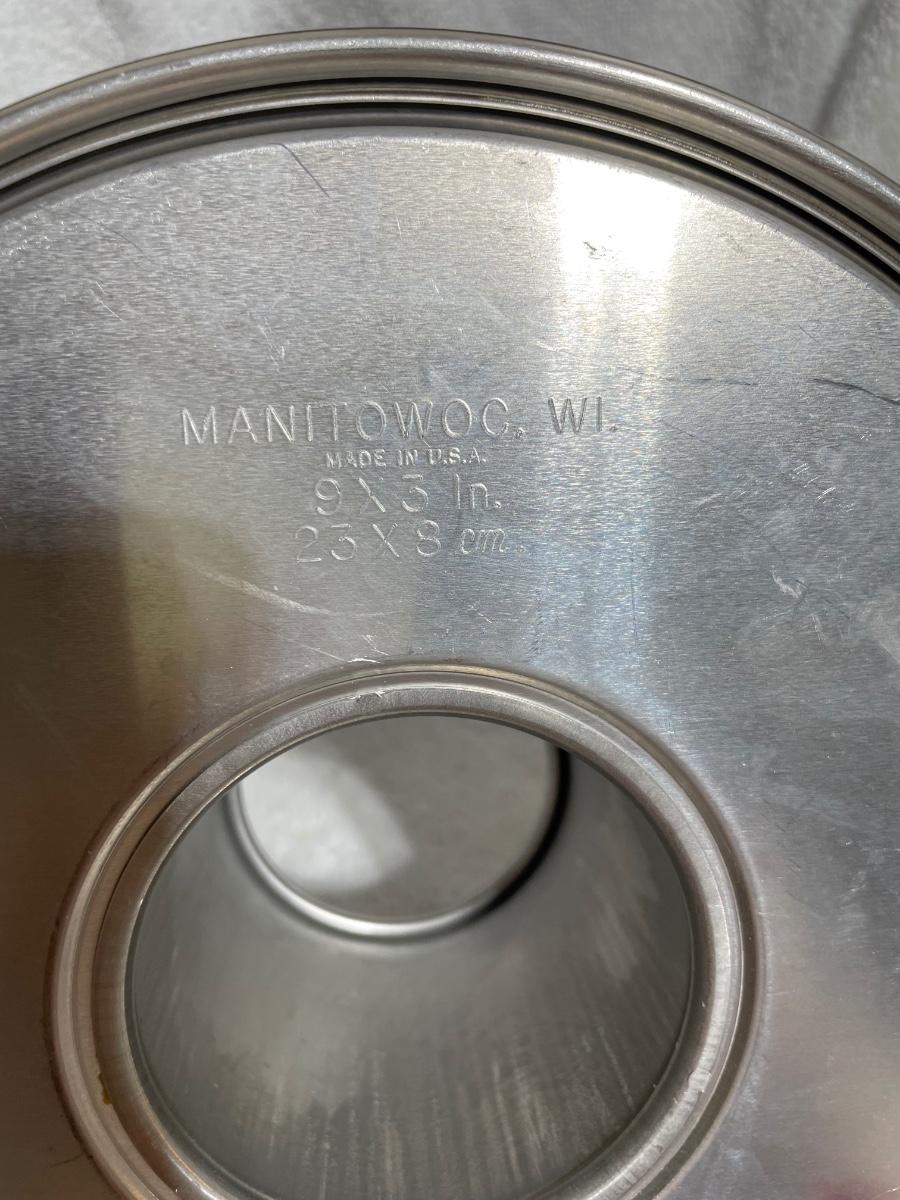 MANITOWOC, WI.
MADE IN U.S.A.
9 X 3 In.
23 X 8 cm.